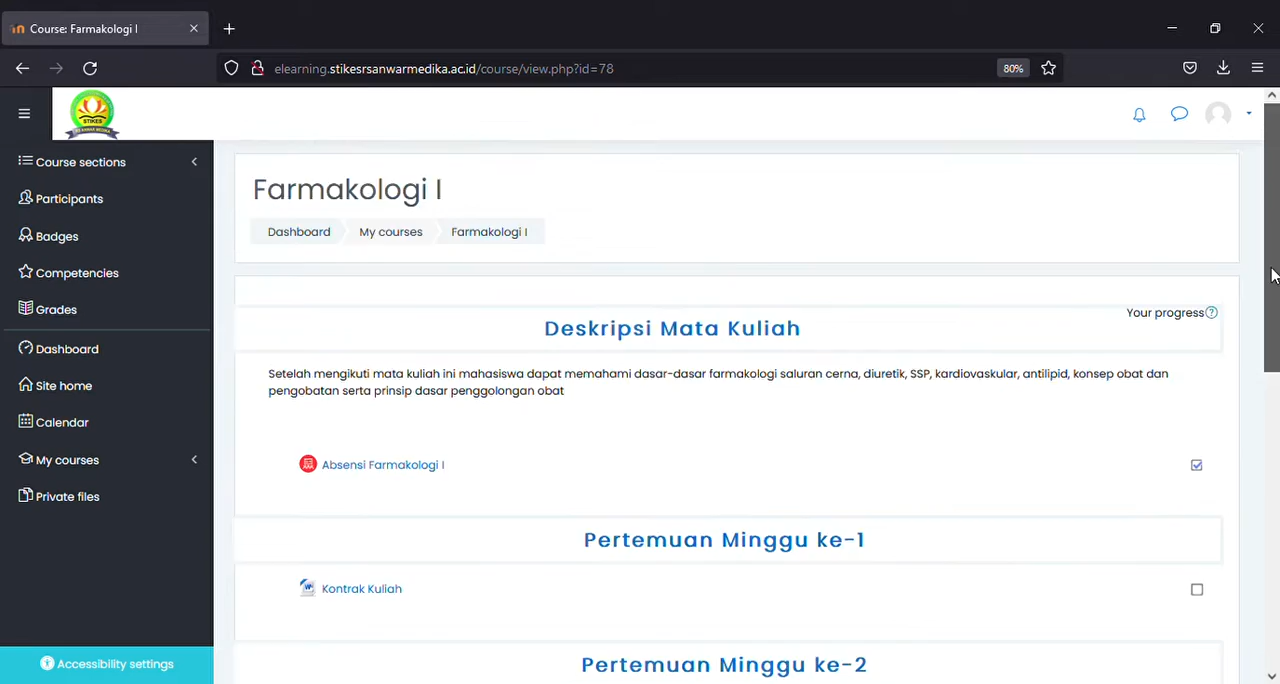 Course: Farmakologi I
elearning.stikesrsanwarmedika.ac.id/course/view.php?id=78
80%
STIKES
Course sections
Participants
Badges
Competencies
Grades
Dashboard
Site home
Calendar
My courses
Private files
Accessibility settings
Farmakologi I
Dashboard
My courses
Farmakologi I
Your progress
Deskripsi Mata Kuliah
Setelah mengikuti mata kuliah ini mahasiswa dapat memahami dasar-dasar farmakologi saluran cerna, diuretik, SSP, kardiovaskular, antilipid, konsep obat dan
pengobatan serta prinsip dasar penggolongan obat
Absensi Farmakologi I
Pertemuan Minggu ke-1
Kontrak Kuliah
Pertemuan Minggu ke-2